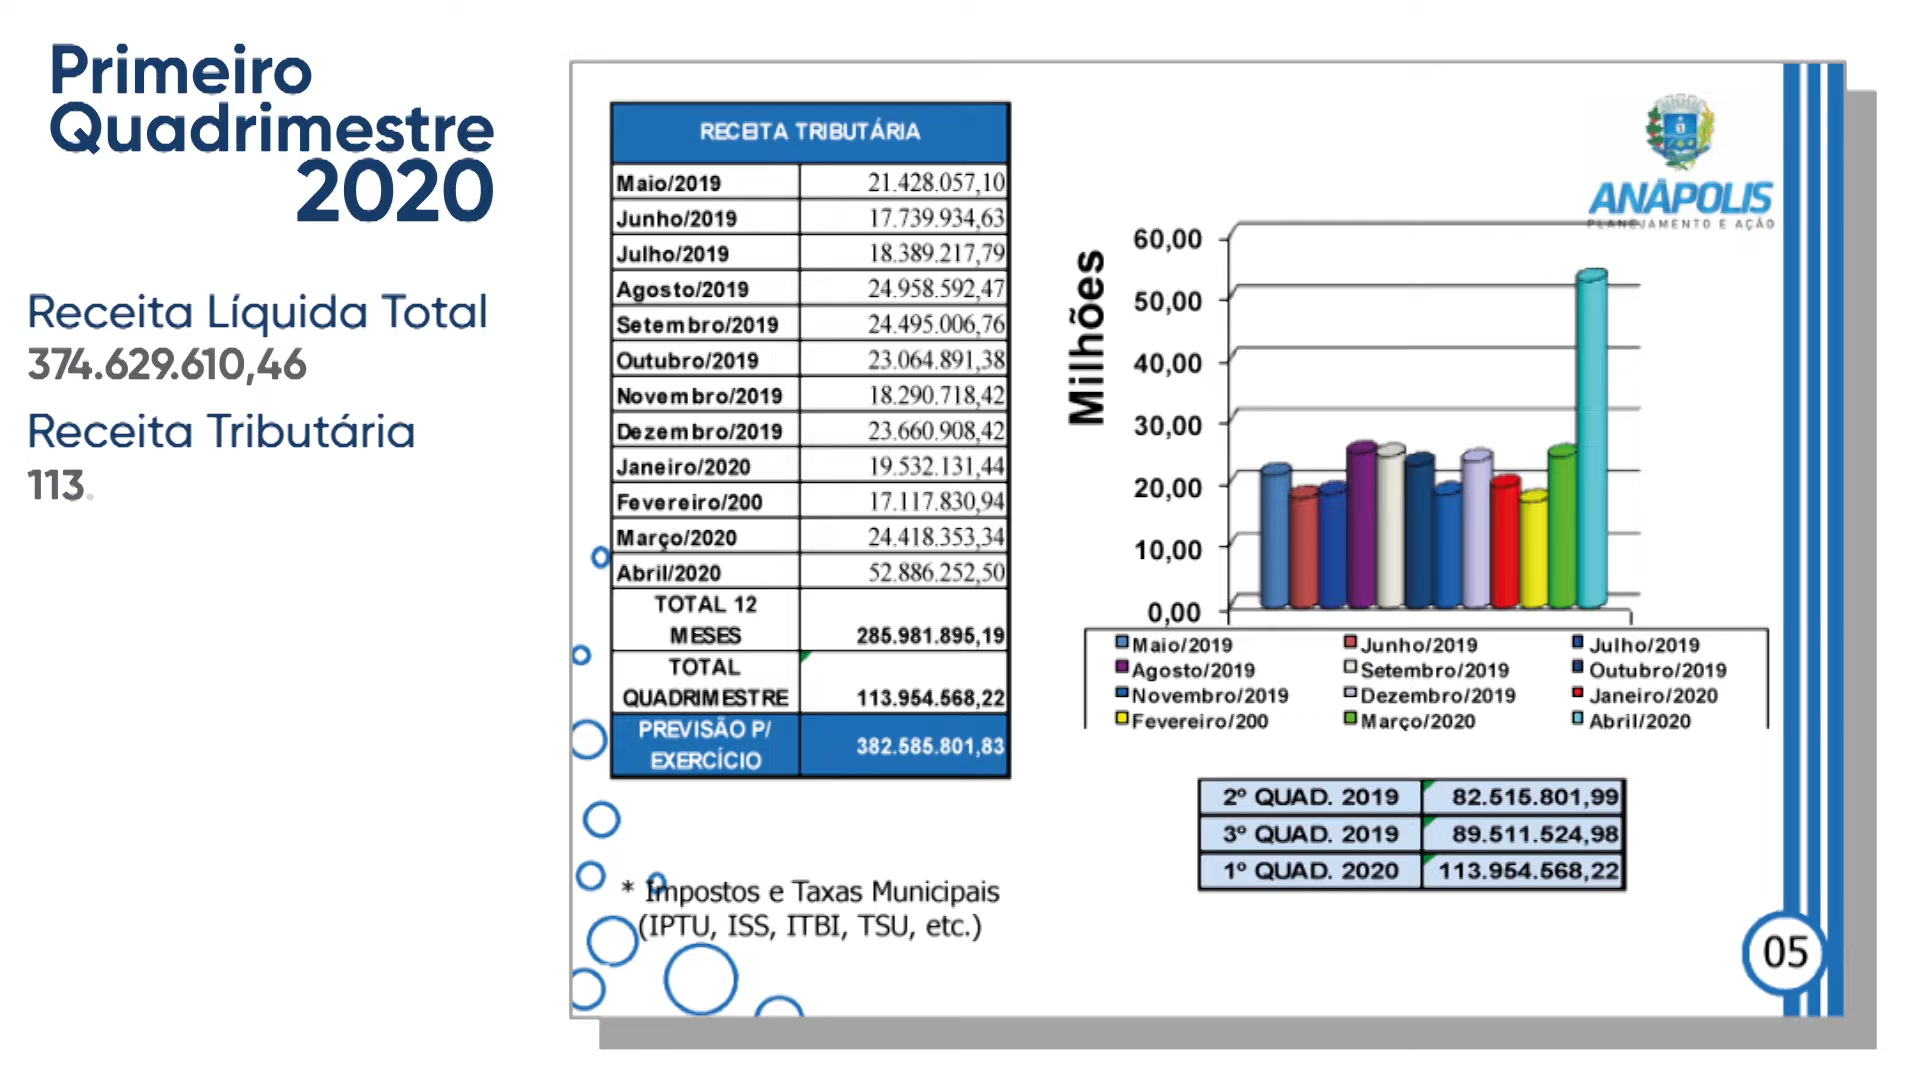 Primeiro
Quadrimestre
2020
Receita Líquida Total
374.629.610,46
Receita Tributária
113.
RECEITA TRIBUTÁRIA
Maio/2019 21.428.057,10
Junho/2019 17.739.934,63
Julho/2019 18.389.217,79
Agosto/2019 24.958.592,47
Setembro/2019 24.495.006,76
Outubro/2019 23.064.891,38
Novembro/2019 18.290.718,42
Dezembro/2019 23.660.908,42
Janeiro/2020 19.532.131,44
Fevereiro/200 17.117.830,94
Março/2020 24.418.353,34
Abril/2020 52.886.252,50
TOTAL 12
MESES 285.981.895,19
TOTAL
QUADRIMESTRE 113.954.568,22
PREVISÃO P/
EXERCÍCIO 382.585.801,83
* Impostos e Taxas Municipais
(IPTU, ISS, ITBI, TSU, etc.)
ANÁPOLIS
PLANEJAMENTO E AÇÃO
Milhões
60,00
50,00
40,00
30,00
20,00
10,00
0,00
Maio/2019 Junho/2019 Julho/2019
Agosto/2019 Setembro/2019 Outubro/2019
Novembro/2019 Dezembro/2019 Janeiro/2020
Fevereiro/200 Março/2020 Abril/2020
2º QUAD. 2019 82.515.801,99
3º QUAD. 2019 89.511.524,98
1º QUAD. 2020 113.954.568,22
05